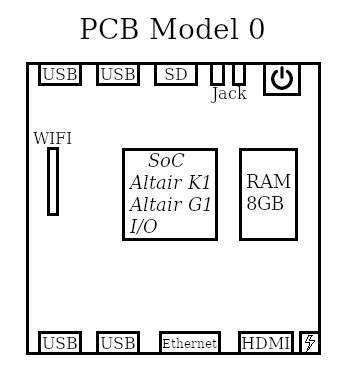 PCB Model 0
USB
USB
SD
Jack
WIFI
SoC
Altair K1
Altair G1
I/O
RAM
8GB
USB
USB
Ethernet
HDMI